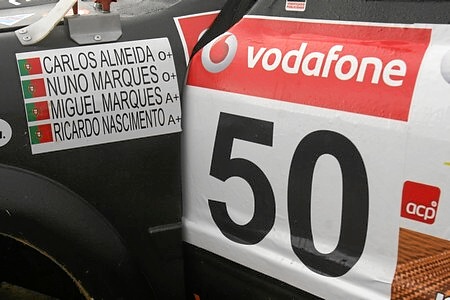 CARLOS ALMEIDA O+
NUNO MARQUES O+
MIGUEL MARQUES A+
RICARDO NASCIMENTO A+
vodafone
50
acp